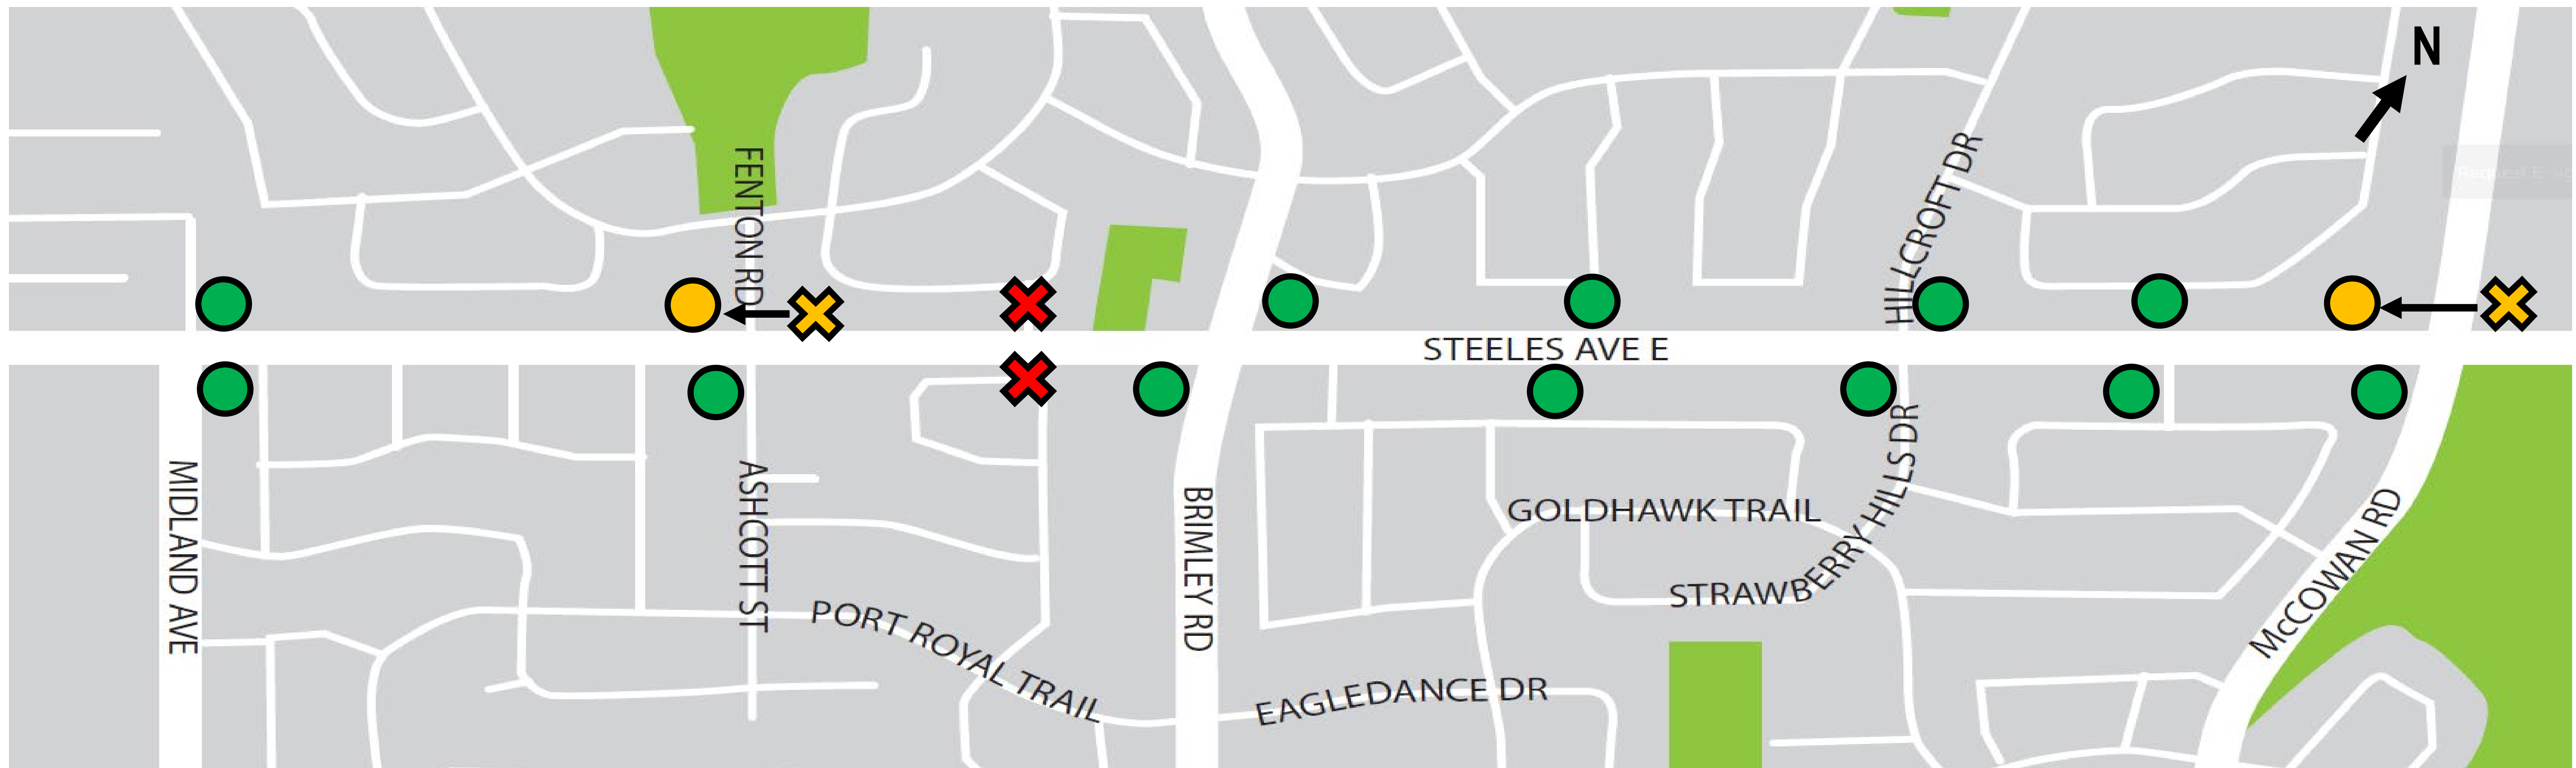 N
FENTON RD
HILLCROFT DR
STEELES AVE E
MIDLAND AVE
ASHCOTT ST
BRIMLEY RD
GOLDHAWK TRAIL
STRAWBERRY HILLS DR
McCOWAN RD
PORT ROYAL TRAIL
EAGLEDANCE DR